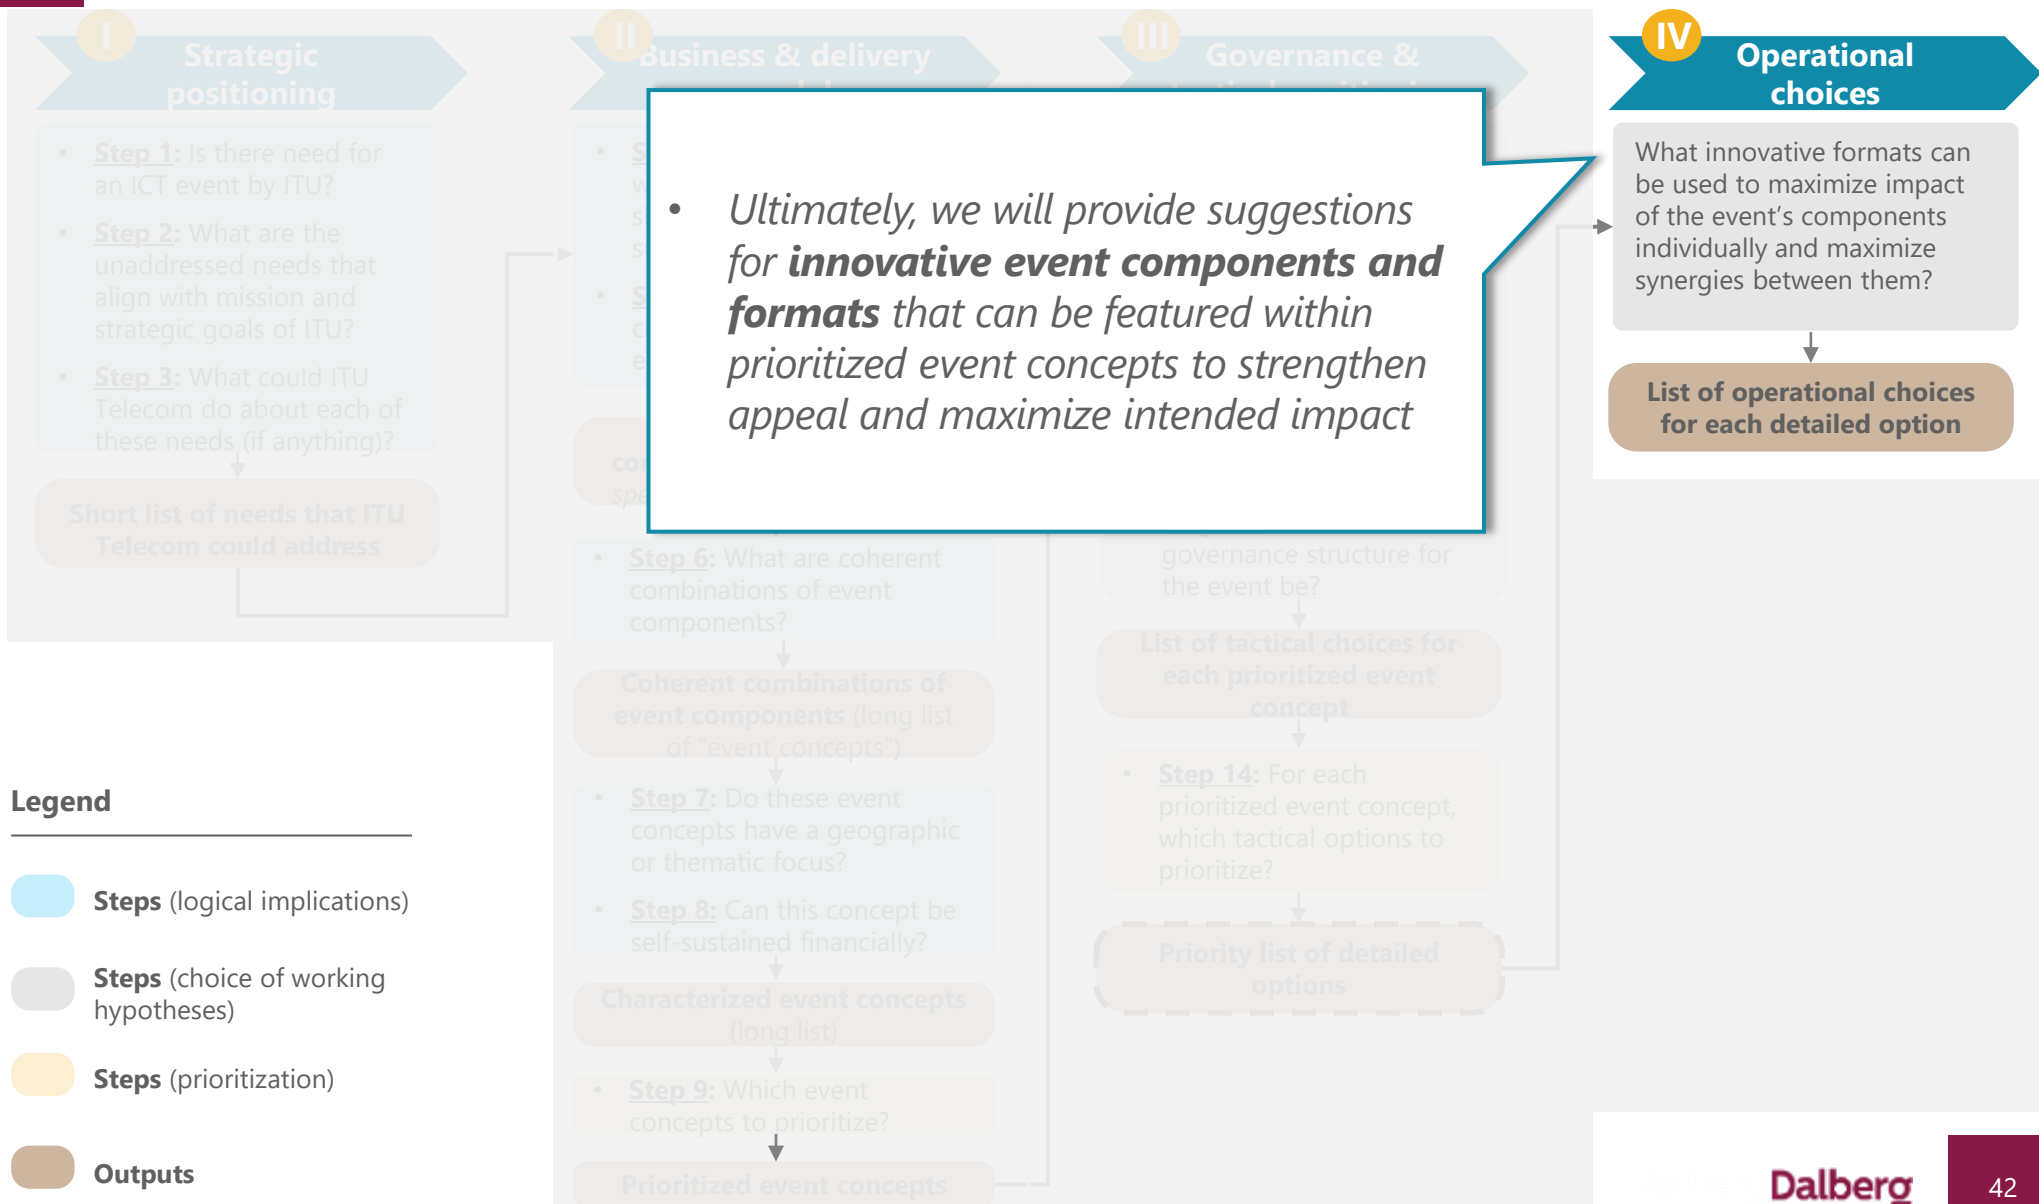 I
Strategic
positioning
• Step 1: Is there need for
an ICT event by ITU?
• Step 2: What are the
unaddressed needs that
align with mission and
strategic goals of ITU?
• Step 3: What could ITU
Telecom do about each of
these needs (if anything)?
Short list of needs that ITU
Telecom could address
II
Business & delivery
• Ultimately, we will provide suggestions
for innovative event components and
formats that can be featured within
prioritized event concepts to strengthen
appeal and maximize intended impact
• Step 6: What are coherent
combinations of event
components?
Coherent combinations of
event components (long list
of "event concepts")
• Step 7: Do these event
concepts have a geographic
or thematic focus?
• Step 8: Can this concept be
self-sustained financially?
Characterized event concepts
(long list)
• Step 9: Which event
concepts to prioritize?
Prioritized event concepts
III
Governance &
governance structure for
the event be?
List of tactical choices for
each prioritized event
concept
• Step 14: For each
prioritized event concept,
which tactical options to
prioritize?
Priority list of detailed
options
IV
Operational
choices
What innovative formats can
be used to maximize impact
of the event's components
individually and maximize
synergies between them?
List of operational choices
for each detailed option
Legend
Steps (logical implications)
Steps (choice of working
hypotheses)
Steps (prioritization)
Outputs
Dalberg
42